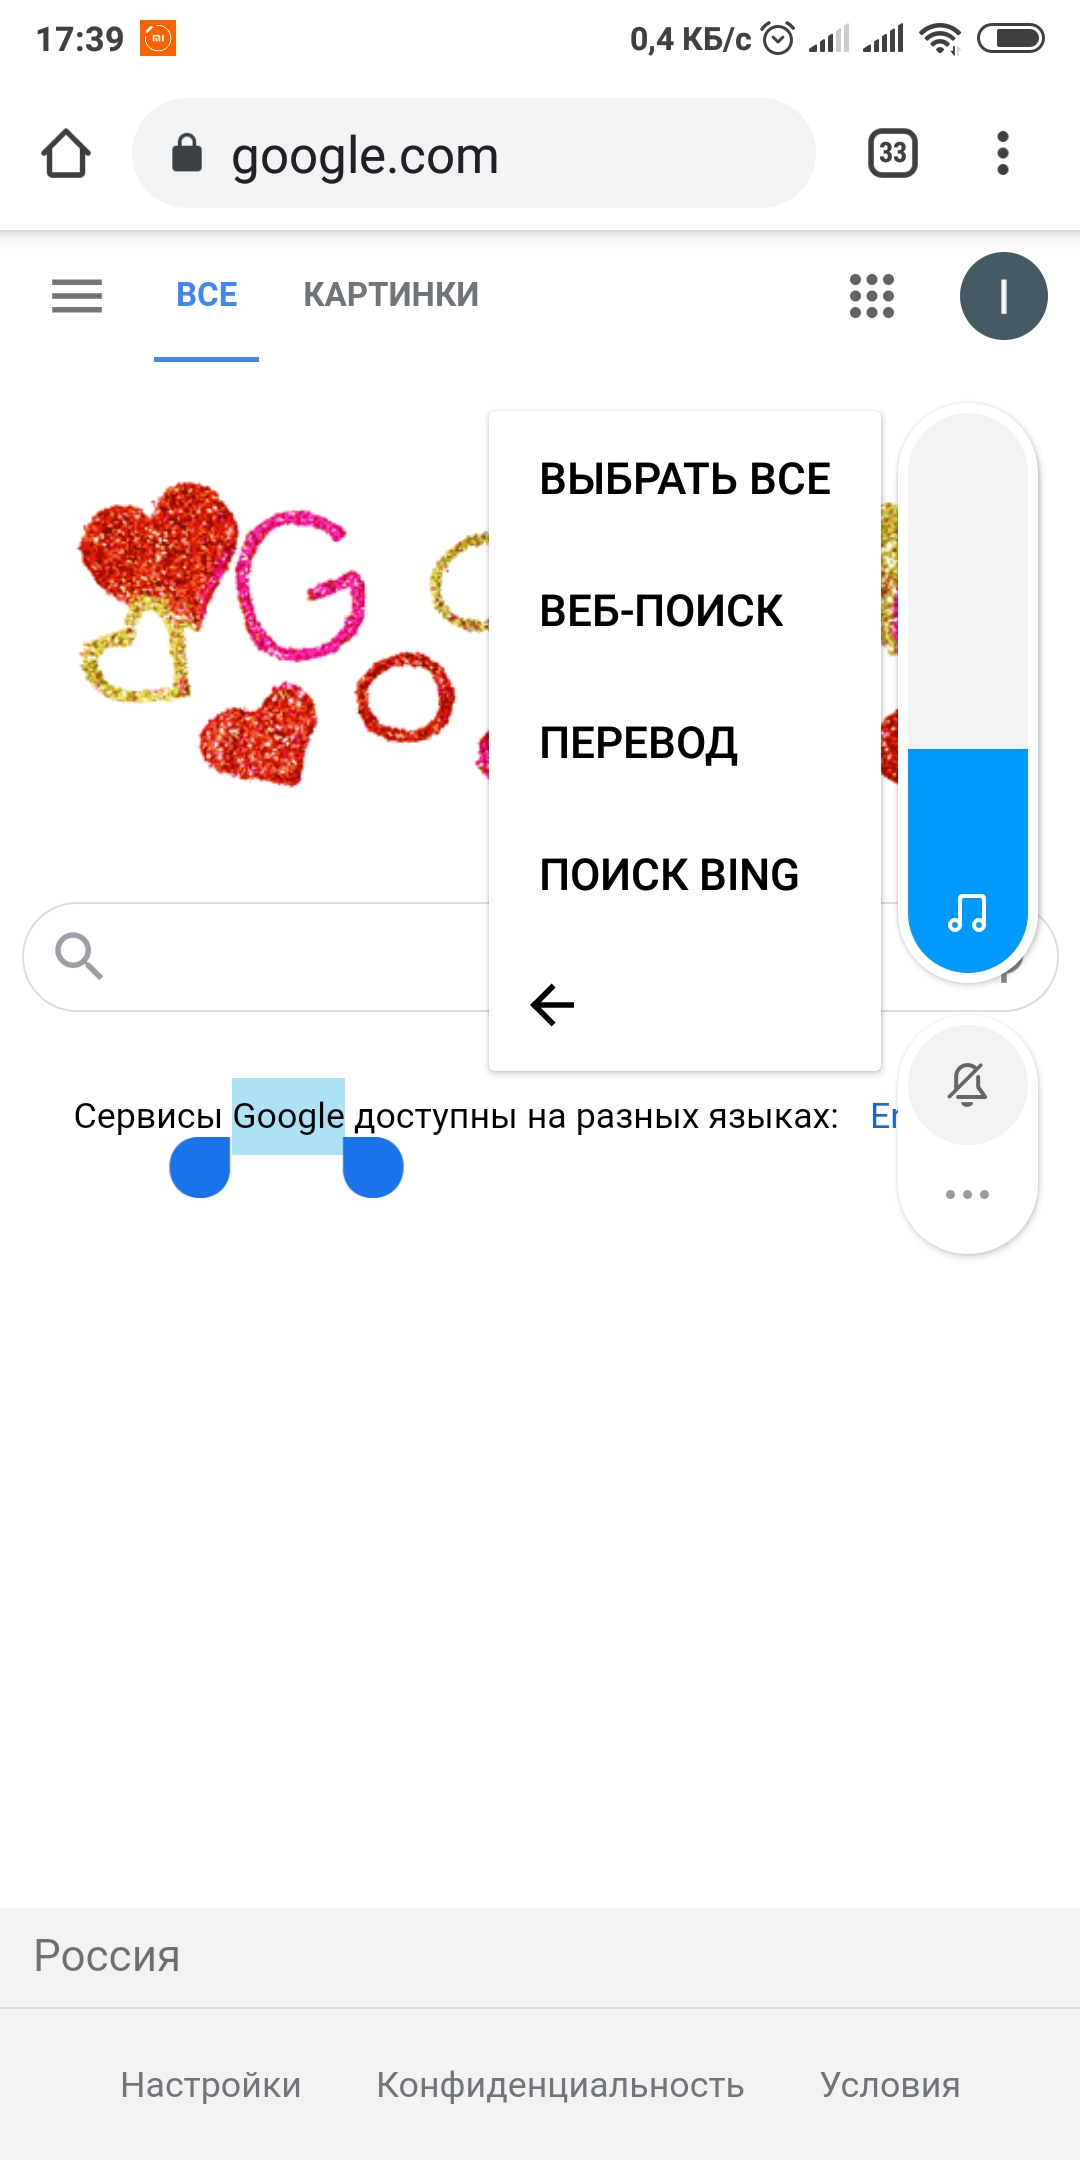 17:39
0,4 КБ/с
google.com
33
ВСЕ КАРТИНКИ
I
ВЫБРАТЬ ВСЕ
ВЕБ-ПОИСК
ПЕРЕВОД
ПОИСК BING
G O
Сервисы Google доступны на разных языках:
Россия
Настройки Конфиденциальность Условия